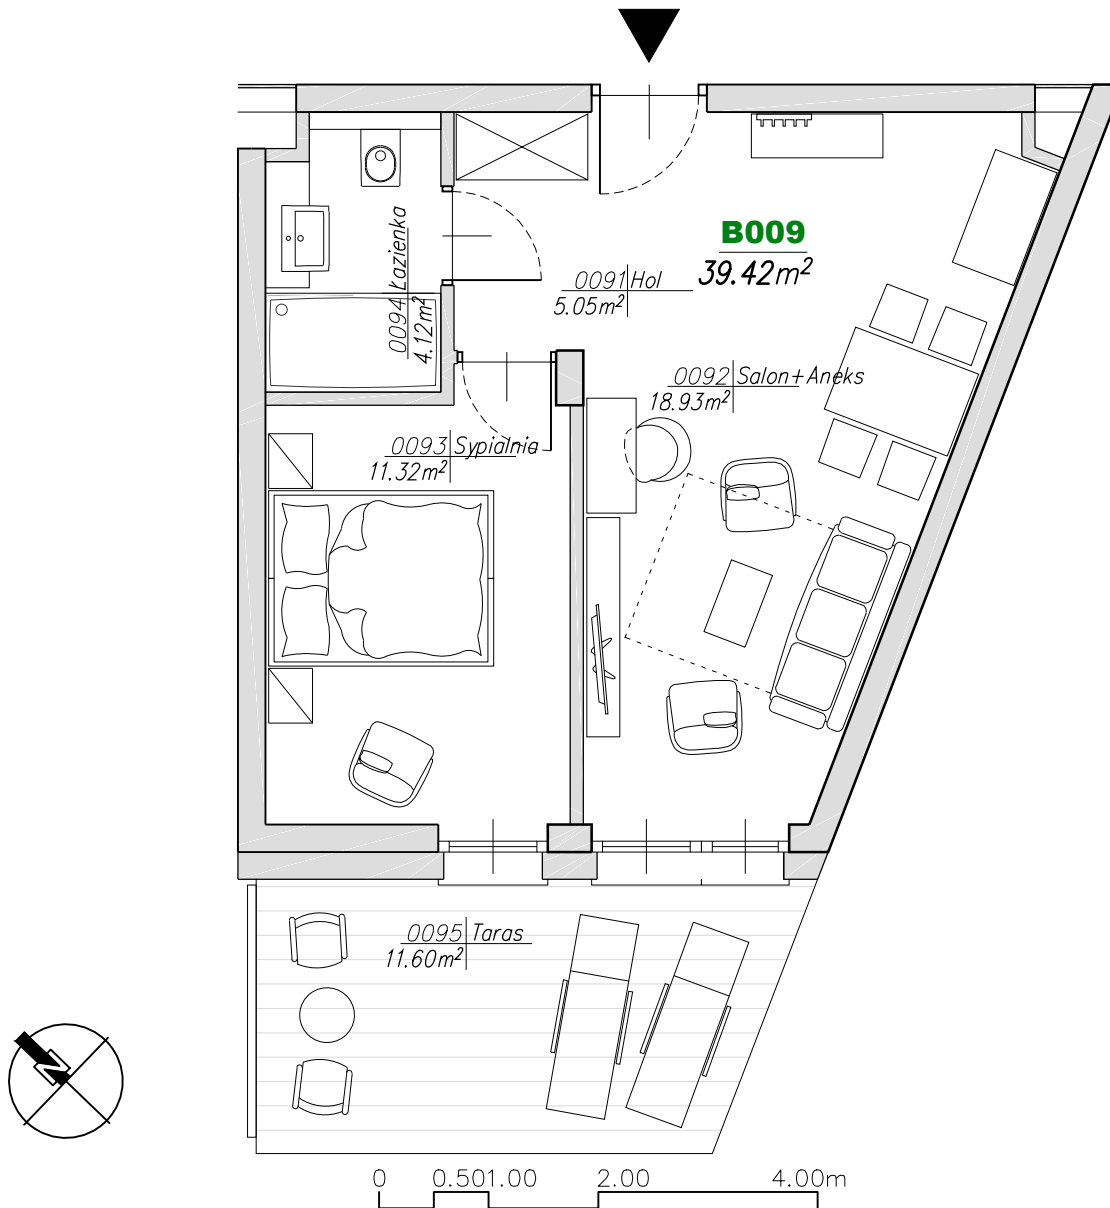 B009
39.42m²
0091 Hol
5.05m²
0094 Łazienka
4.12m²
0092 Salon+Aneks
18.93m²
0093 Sypialnia
11.32m²
0095 Taras
11.60m²
N
0 0.50 1.00 2.00 4.00m